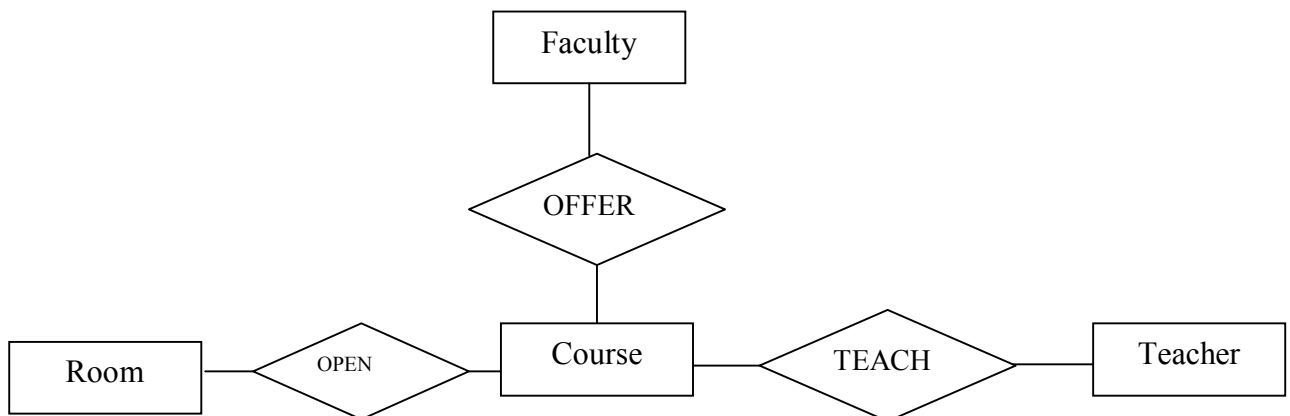 Faculty
OFFER
Room
OPEN
Course
TEACH
Teacher